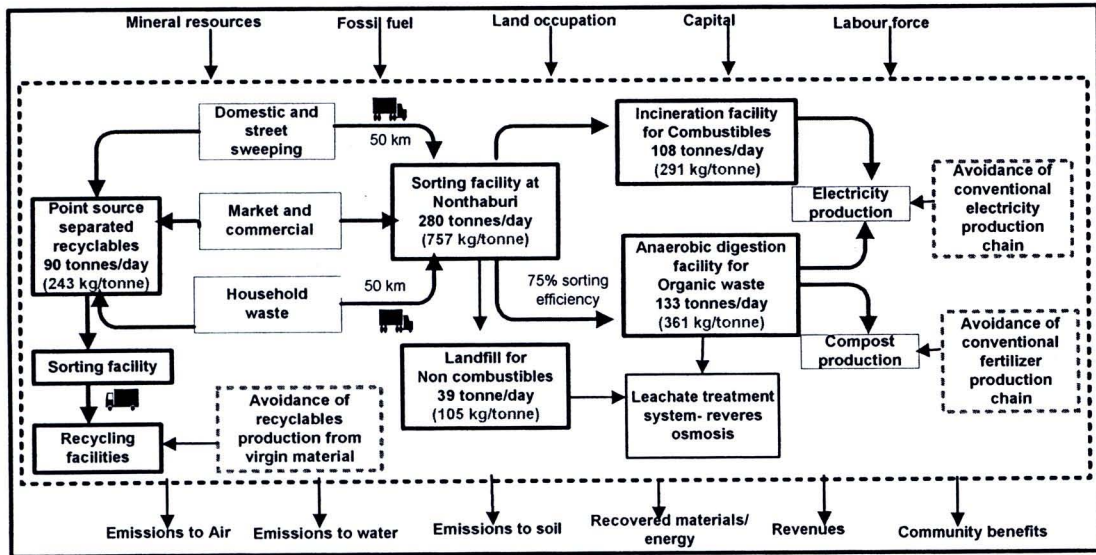 Mineral resources
Fossil fuel
Land occupation
Capital
Labour force
Domestic and
street
sweeping
50 km
Incineration facility
for Combustibles
108 tonnes/day
(291 kg/tonne)
Point source
separated
recyclables
90 tonnes/day
(243 kg/tonne)
Market and
commercial
Sorting facility at
Nonthaburi
280 tonnes/day
(757 kg/tonne)
Electricity
production
Avoidance of
conventional
electricity
production
chain
Household
waste
50 km
75% sorting
efficiency
Anaerobic digestion
facility for
Organic waste
133 tonnes/day
(361 kg/tonne)
Compost
production
Avoidance of
conventional
fertilizer
production
chain
Sorting facility
Landfill for
Non combustibles
39 tonne/day
(105 kg/tonne)
Leachate treatment
system- reveres
osmosis
Recycling
facilities
Avoidance of
recyclables
production from
virgin material
Emissions to Air
Emissions to water
Emissions to soil
Recovered materials/
energy
Revenues
Community benefits